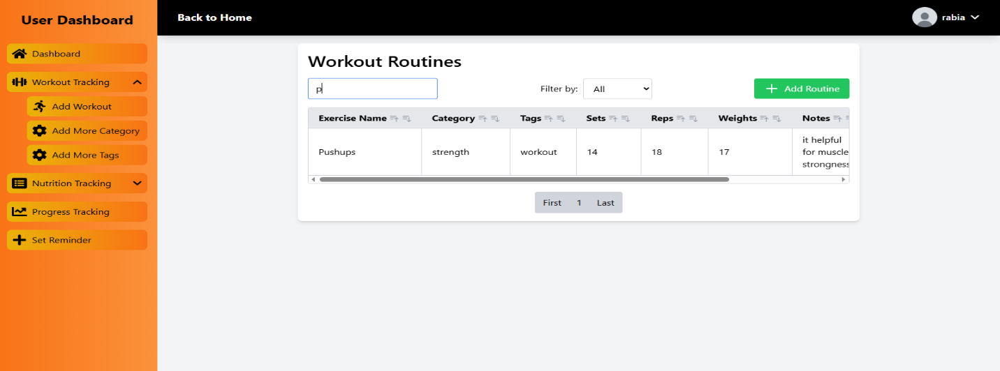 User Dashboard
Back to Home
rabia
Dashboard
Workout Tracking
Add Workout
Add More Category
Add More Tags
Nutrition Tracking
Progress Tracking
Set Reminder
Workout Routines
p
Filter by: All
Add Routine
Exercise Name Category Tags Sets Reps Weights Notes
Pushups strength workout 14 18 17 it helpful
for muscle
strongness
First 1 Last